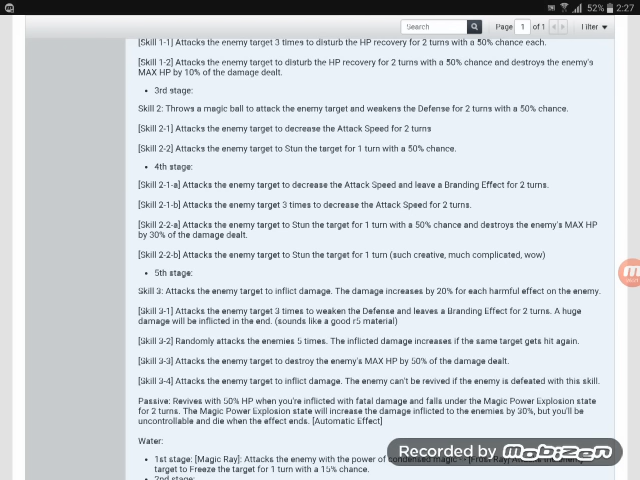 52% 2:27
Search Page 1 of 1 Filter
[Skill 1-1] Attacks the enemy target 3 times to disturb the HP recovery for 2 turns with a 50% chance each.
[Skill 1-2] Attacks the enemy target to disturb the HP recovery for 2 turns with a 50% chance and destroys the enemy's
MAX HP by 10% of the damage dealt.
• 3rd stage:
Skill 2: Throws a magic ball to attack the enemy target and weakens the Defense for 2 turns with a 50% chance.
[Skill 2-1] Attacks the enemy target to decrease the Attack Speed for 2 turns
[Skill 2-2] Attacks the enemy target to Stun the target for 1 turn with a 50% chance.
• 4th stage:
[Skill 2-1-a] Attacks the enemy target to decrease the Attack Speed and leave a Branding Effect for 2 turns.
[Skill 2-1-b] Attacks the enemy target 3 times to decrease the Attack Speed for 2 turns.
[Skill 2-2-a] Attacks the enemy target to Stun the target for 1 turn with a 50% chance and destroys the enemy's MAX HP
by 30% of the damage dealt.
[Skill 2-2-b] Attacks the enemy target to Stun the target for 1 turn (such creative, much complicated, wow)
• 5th stage:
Skill 3: Attacks the enemy target to inflict damage. The damage increases by 20% for each harmful effect on the enemy.
[Skill 3-1] Attacks the enemy target 3 times to weaken the Defense and leaves a Branding Effect for 2 turns. A huge
damage will be inflicted in the end. (sounds like a good r5 material)
[Skill 3-2] Randomly attacks the enemies 5 times. The inflicted damage increases if the same target gets hit again.
[Skill 3-3] Attacks the enemy target to destroy the enemy's MAX HP by 50% of the damage dealt.
[Skill 3-4] Attacks the enemy target to inflict damage. The enemy can't be revived if the enemy is defeated with this skill.
Passive: Revives with 50% HP when you're inflicted with fatal damage and falls under the Magic Power Explosion state
for 2 turns. The Magic Power Explosion state will increase the damage inflicted to the enemies by 30%, but you'll be
uncontrollable and die when the effect ends. [Automatic Effect]
Water:
• 1st stage: [Magic Ray]: Attacks the enemy with the power of condensed magic
target to Freeze the target for 1 turn with a 15% chance.
• 2nd stage:
Recorded by Mobizen